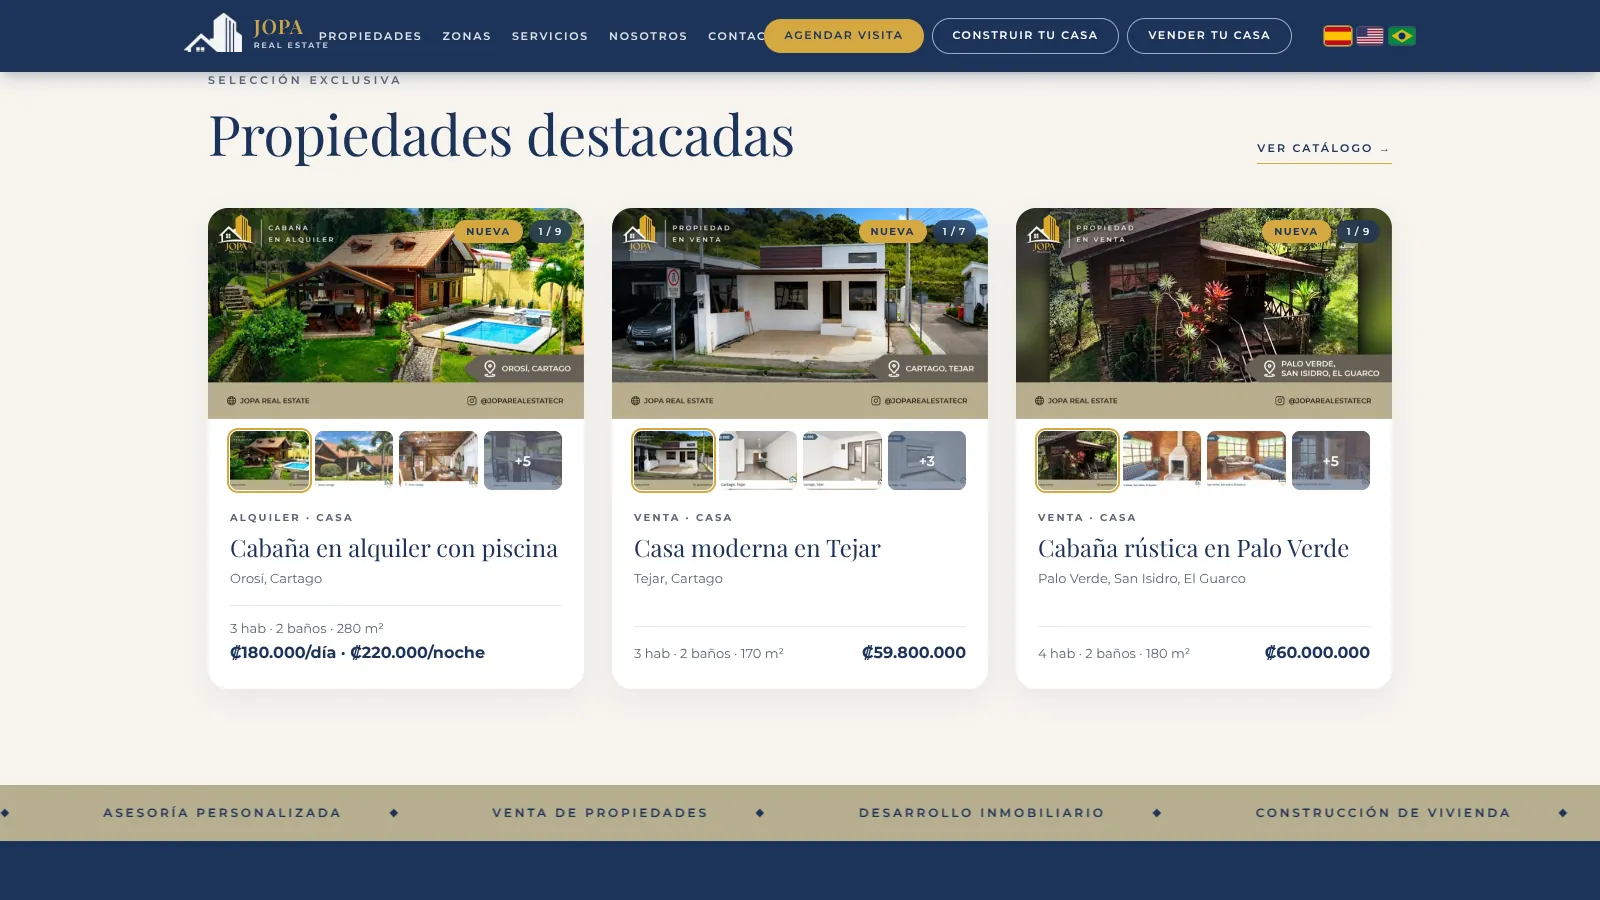 JOPA
REAL ESTATE
PROPIEDADES
ZONAS
SERVICIOS
NOSOTROS
CONTAC
AGENDAR VISITA
CONSTRUIR TU CASA
VENDER TU CASA
SELECCIÓN EXCLUSIVA
Propiedades destacadas
VER CATÁLOGO →
JOPA
CABAÑA
EN ALQUILER
NUEVA
1 / 9
OROSÍ, CARTAGO
JOPA REAL ESTATE
@JOPAREALESTATECR
+5
ALQUILER · CASA
Cabaña en alquiler con piscina
Orosí, Cartago
3 hab · 2 baños · 280 m²
₡180.000/día · ₡220.000/noche
JOPA
PROPIEDAD
EN VENTA
NUEVA
1 / 7
CARTAGO, TEJAR
JOPA REAL ESTATE
@JOPAREALESTATECR
+3
VENTA · CASA
Casa moderna en Tejar
Tejar, Cartago
3 hab · 2 baños · 170 m²
₡59.800.000
JOPA
PROPIEDAD
EN VENTA
NUEVA
1 / 9
PALO VERDE,
SAN ISIDRO, EL GUARCO
JOPA REAL ESTATE
@JOPAREALESTATECR
+5
VENTA · CASA
Cabaña rústica en Palo Verde
Palo Verde, San Isidro, El Guarco
4 hab · 2 baños · 180 m²
₡60.000.000
ASESORÍA PERSONALIZADA
VENTA DE PROPIEDADES
DESARROLLO INMOBILIARIO
CONSTRUCCIÓN DE VIVIENDA